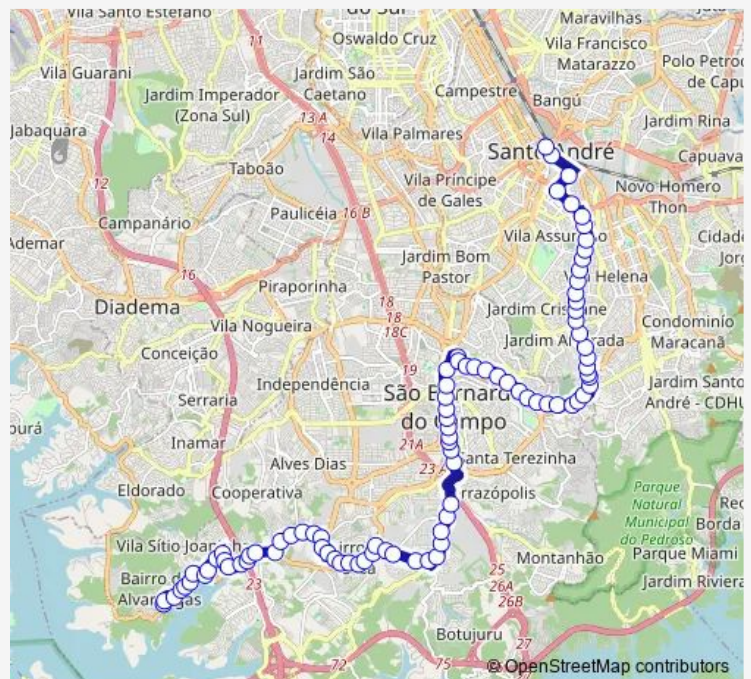 Vila Santo Estéfano
do Sul
Maravilhas
Oswaldo Cruz
11
Vila Francisco
Matarazzo
Vila Guarani
Jardim São
Caetano
Polo Petroq
de Capu
Jardim Imperador
(Zona Sul)
Campestre
Bangú
Jabaquara
13 A
14
Vila Palmares
Jardim Rina
Santo André
Capuava
Taboão
Vila Príncipe
de Gales
Novo Homero
Thon
12
Campanário
Paulicéia
16 B
Ademar
Vila Assunção
Cidade
Jardim Bom
Pastor
16
Piraporinha
Vila Helena
Diadema
18
18
18C
Jardim Cristiane
Vila Nogueira
Condomínio
Maracanã
Conceição
Jardim Alvorada
19
Independência
São Bernardo
do Campo
Jardim Santo
André - CDHU
Serraria
Inamar
21A
23 A
Alves Dias
Santa Terezinha
Eldorado
Cooperativa
Ferrazópolis
Parque
Natural
Municipal
do Pedroso
Borda
Vila Sítio Joaninha
Montanhão
Parque Miami
Bairro dos
Alvarengas
23
25
26A
26B
Jardim Riviera
Botujuru
27
72
75
© OpenStreetMap contributors